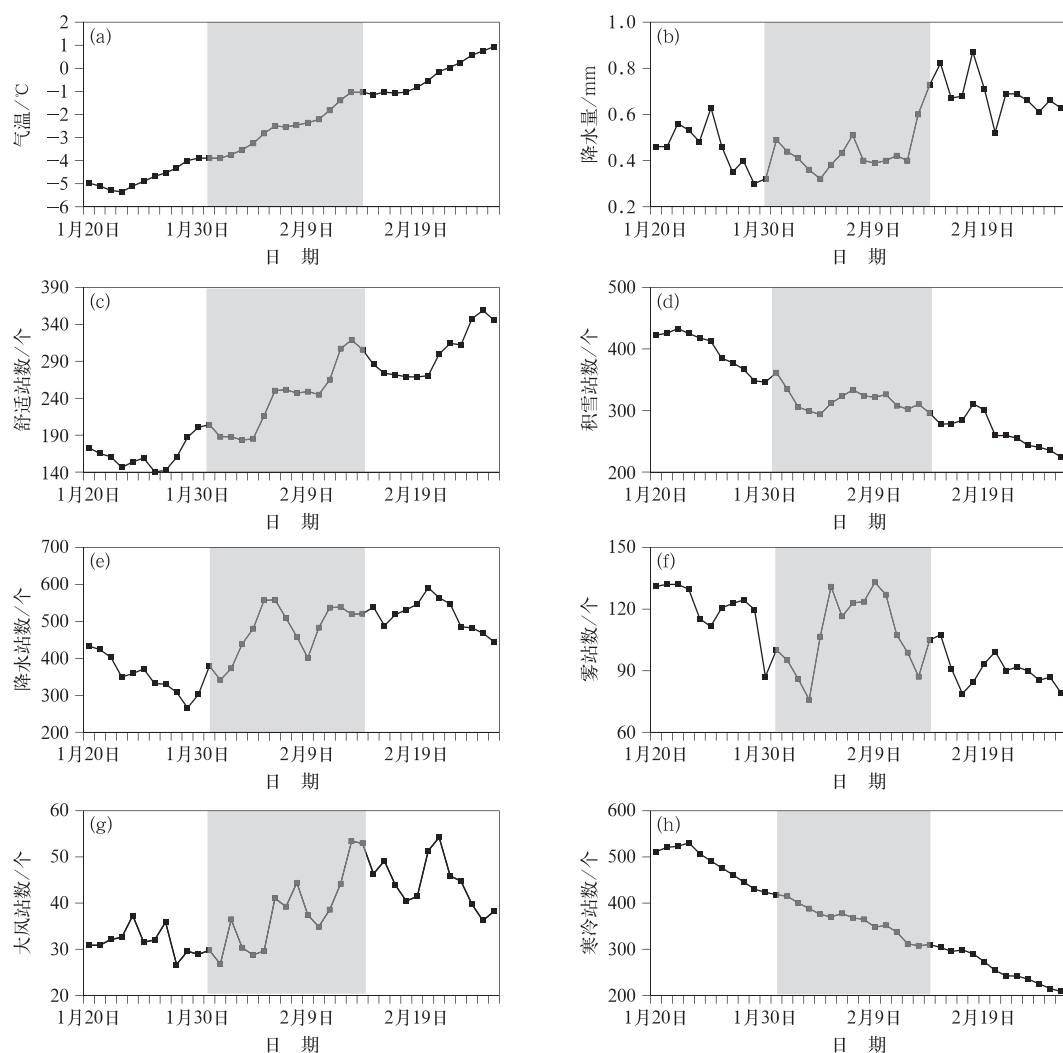 (a)
气温/℃
2
1
0
−1
−2
−3
−4
−5
−6
1月20日
1月30日
2月9日
2月19日
日 期
(b)
降水量/mm
1.0
0.8
0.6
0.4
0.2
1月20日
1月30日
2月9日
2月19日
日 期
(c)
舒适站数/个
390
340
290
240
190
140
1月20日
1月30日
2月9日
2月19日
日 期
(d)
积雪站数/个
500
400
300
200
1月20日
1月30日
2月9日
2月19日
日 期
(e)
降水站数/个
700
600
500
400
300
200
1月20日
1月30日
2月9日
2月19日
日 期
(f)
雾站数/个
150
120
90
60
1月20日
1月30日
2月9日
2月19日
日 期
(g)
大风站数/个
60
50
40
30
20
1月20日
1月30日
2月9日
2月19日
日 期
(h)
寒冷站数/个
600
500
400
300
200
1月20日
1月30日
2月9日
2月19日
日 期